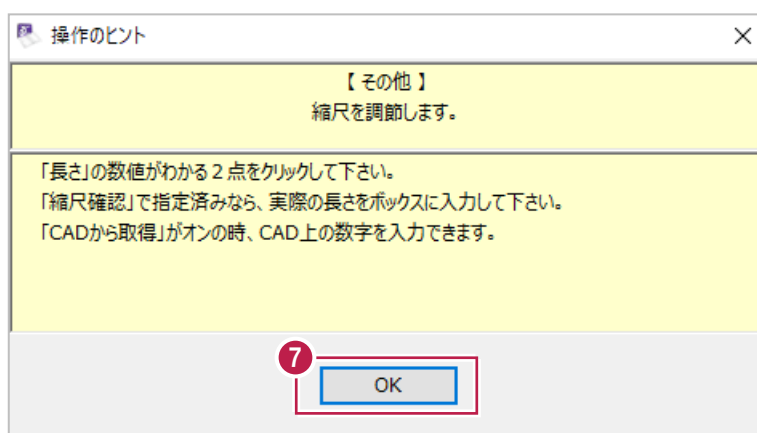 操作のヒント
【 その他 】
縮尺を調節します。
「長さ」の数値がわかる２点をクリックして下さい。
「縮尺確認」で指定済みなら、実際の長さをボックスに入力して下さい。
「CADから取得」がオンの時、CAD上の数字を入力できます。
7
OK